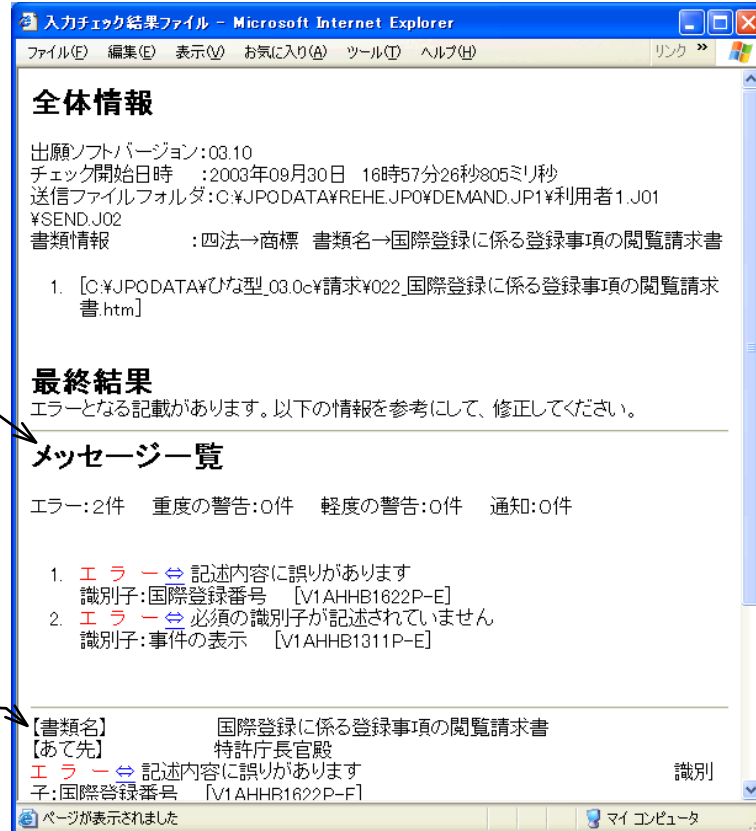 入力チェック結果ファイル - Microsoft Internet Explorer
ファイル(F) 編集(E) 表示(V) お気に入り(A) ツール(T) ヘルプ(H) リンク »
全体情報
出願ソフトバージョン:03.10
チェック開始日時 :2003年09月30日 16時57分26秒805ミリ秒
送信ファイルフォルダ:C:¥JPODATA¥REHE.JP0¥DEMAND.JP1¥利用者1.J01
¥SEND.J02
書類情報 :四法→商標 書類名→国際登録に係る登録事項の閲覧請求書
1. [C:¥JPODATA¥ひな型_03.0c¥請求¥022_国際登録に係る登録事項の閲覧請求
書.htm]
最終結果
エラーとなる記載があります。以下の情報を参考にして、修正してください。
メッセージ一覧
エラー:2件 重度の警告:0件 軽度の警告:0件 通知:0件
1. エ ラ ー⇔ 記述内容に誤りがあります
識別子:国際登録番号 [V1AHHB1622P-E]
2. エ ラ ー⇔ 必須の識別子が記述されていません
識別子:事件の表示 [V1AHHB1311P-E]
【書類名】 国際登録に係る登録事項の閲覧請求書
【あて先】 特許庁長官殿
エ ラ ー⇔ 記述内容に誤りがあります 識別
子:国際登録番号 [V1AHHB1622P-E]
ページが表示されました マイ コンピュータ